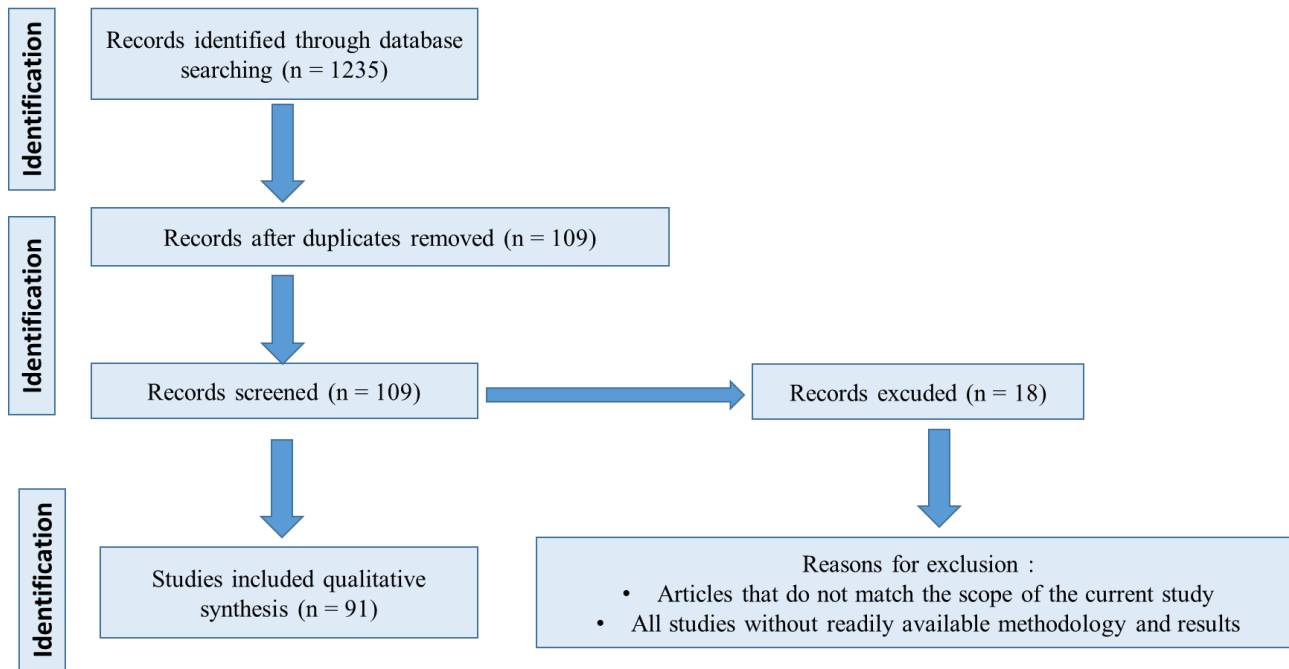 Identification
Records identified through database
searching (n = 1235)
Identification
Records after duplicates removed (n = 109)
Records screened (n = 109)
Records excuded (n = 18)
Identification
Studies included qualitative
synthesis (n = 91)
Reasons for exclusion :
• Articles that do not match the scope of the current study
• All studies without readily available methodology and results